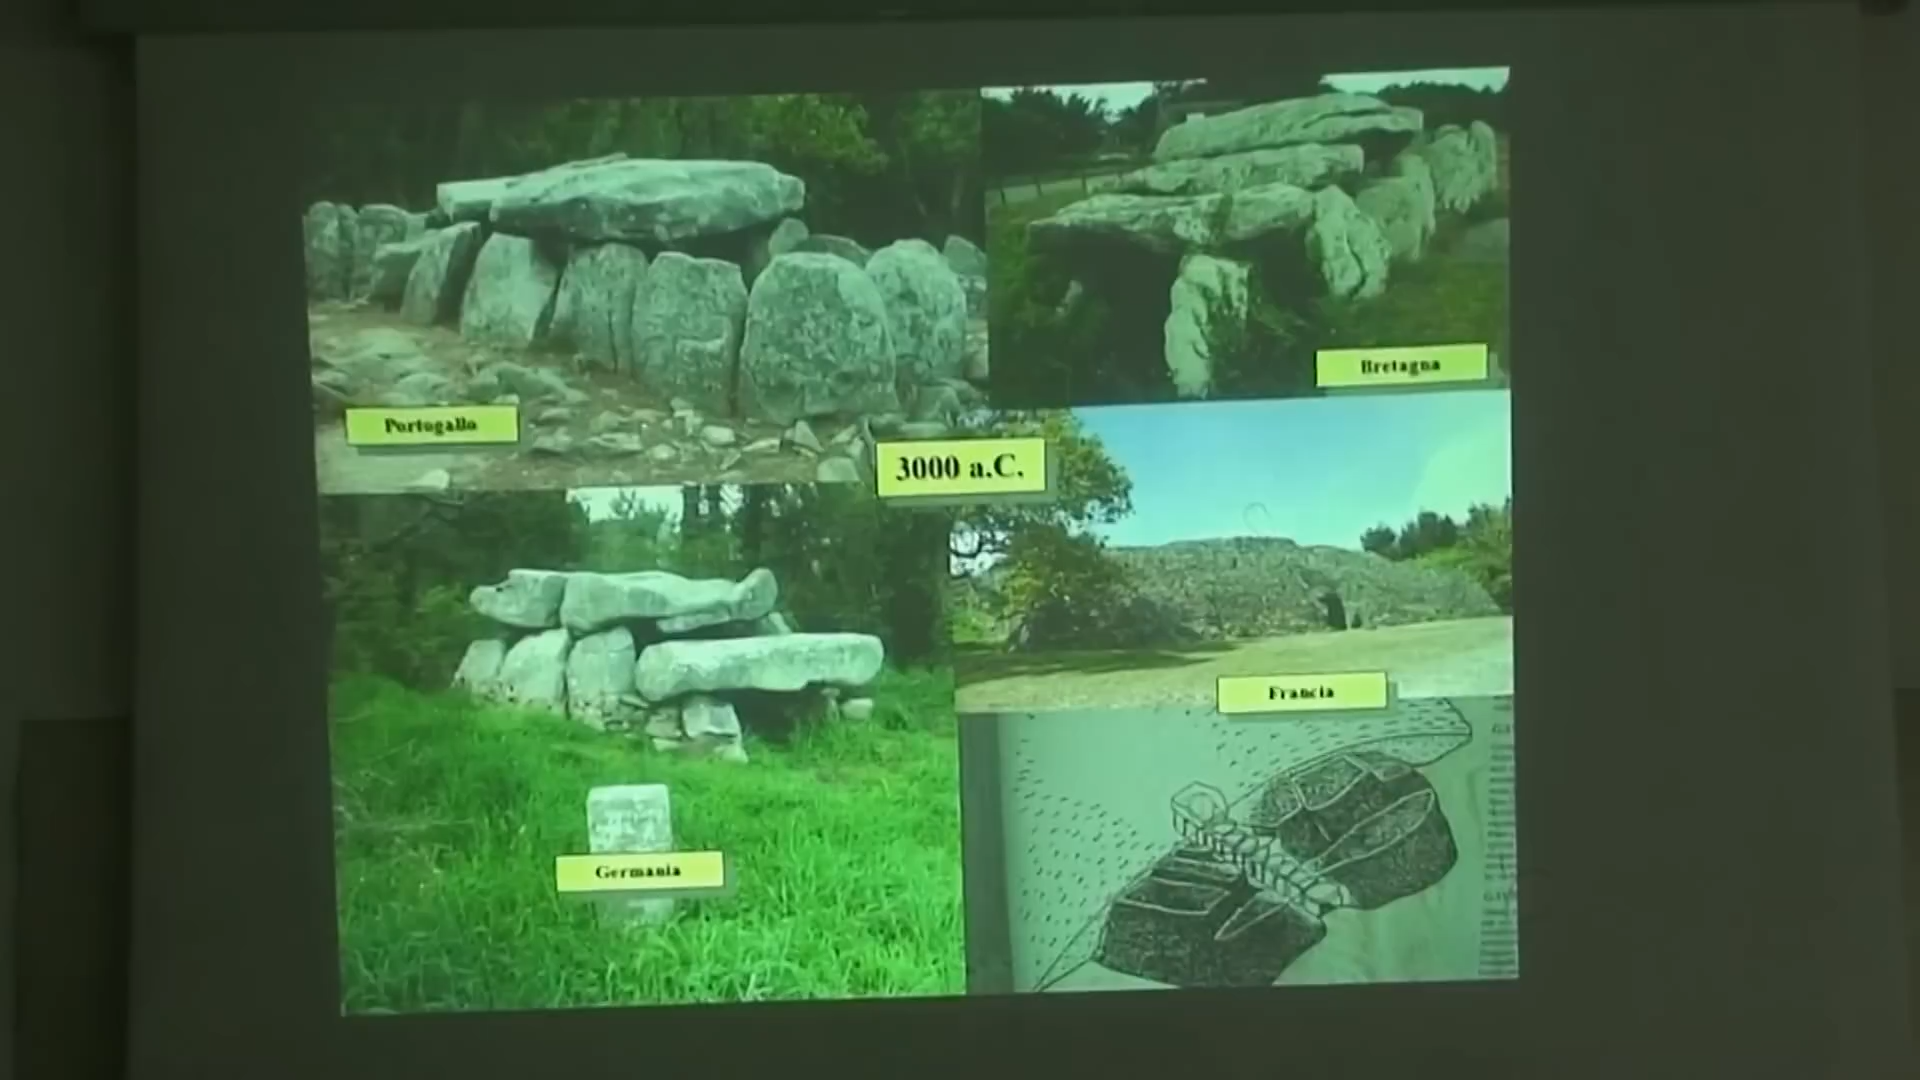 Bretagna
Portogallo
3000 a.C.
Francia
Germania